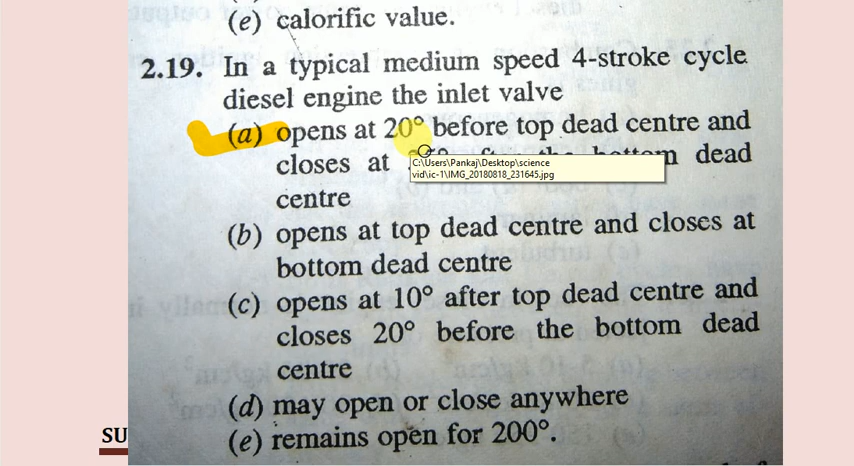 (e) calorific value.
2.19. In a typical medium speed 4-stroke cycle
diesel engine the inlet valve
(a) opens at 20° before top dead centre and
closes at dead
C:\Users\Pankaj\Desktop\science
vid\ic-1\IMG_20180818_231645.jpg
centre
(b) opens at top dead centre and closes at
bottom dead centre
(c) opens at 10° after top dead centre and
closes 20° before the bottom dead
centre
(d) may open or close anywhere
(e) remains open for 200°.
SU